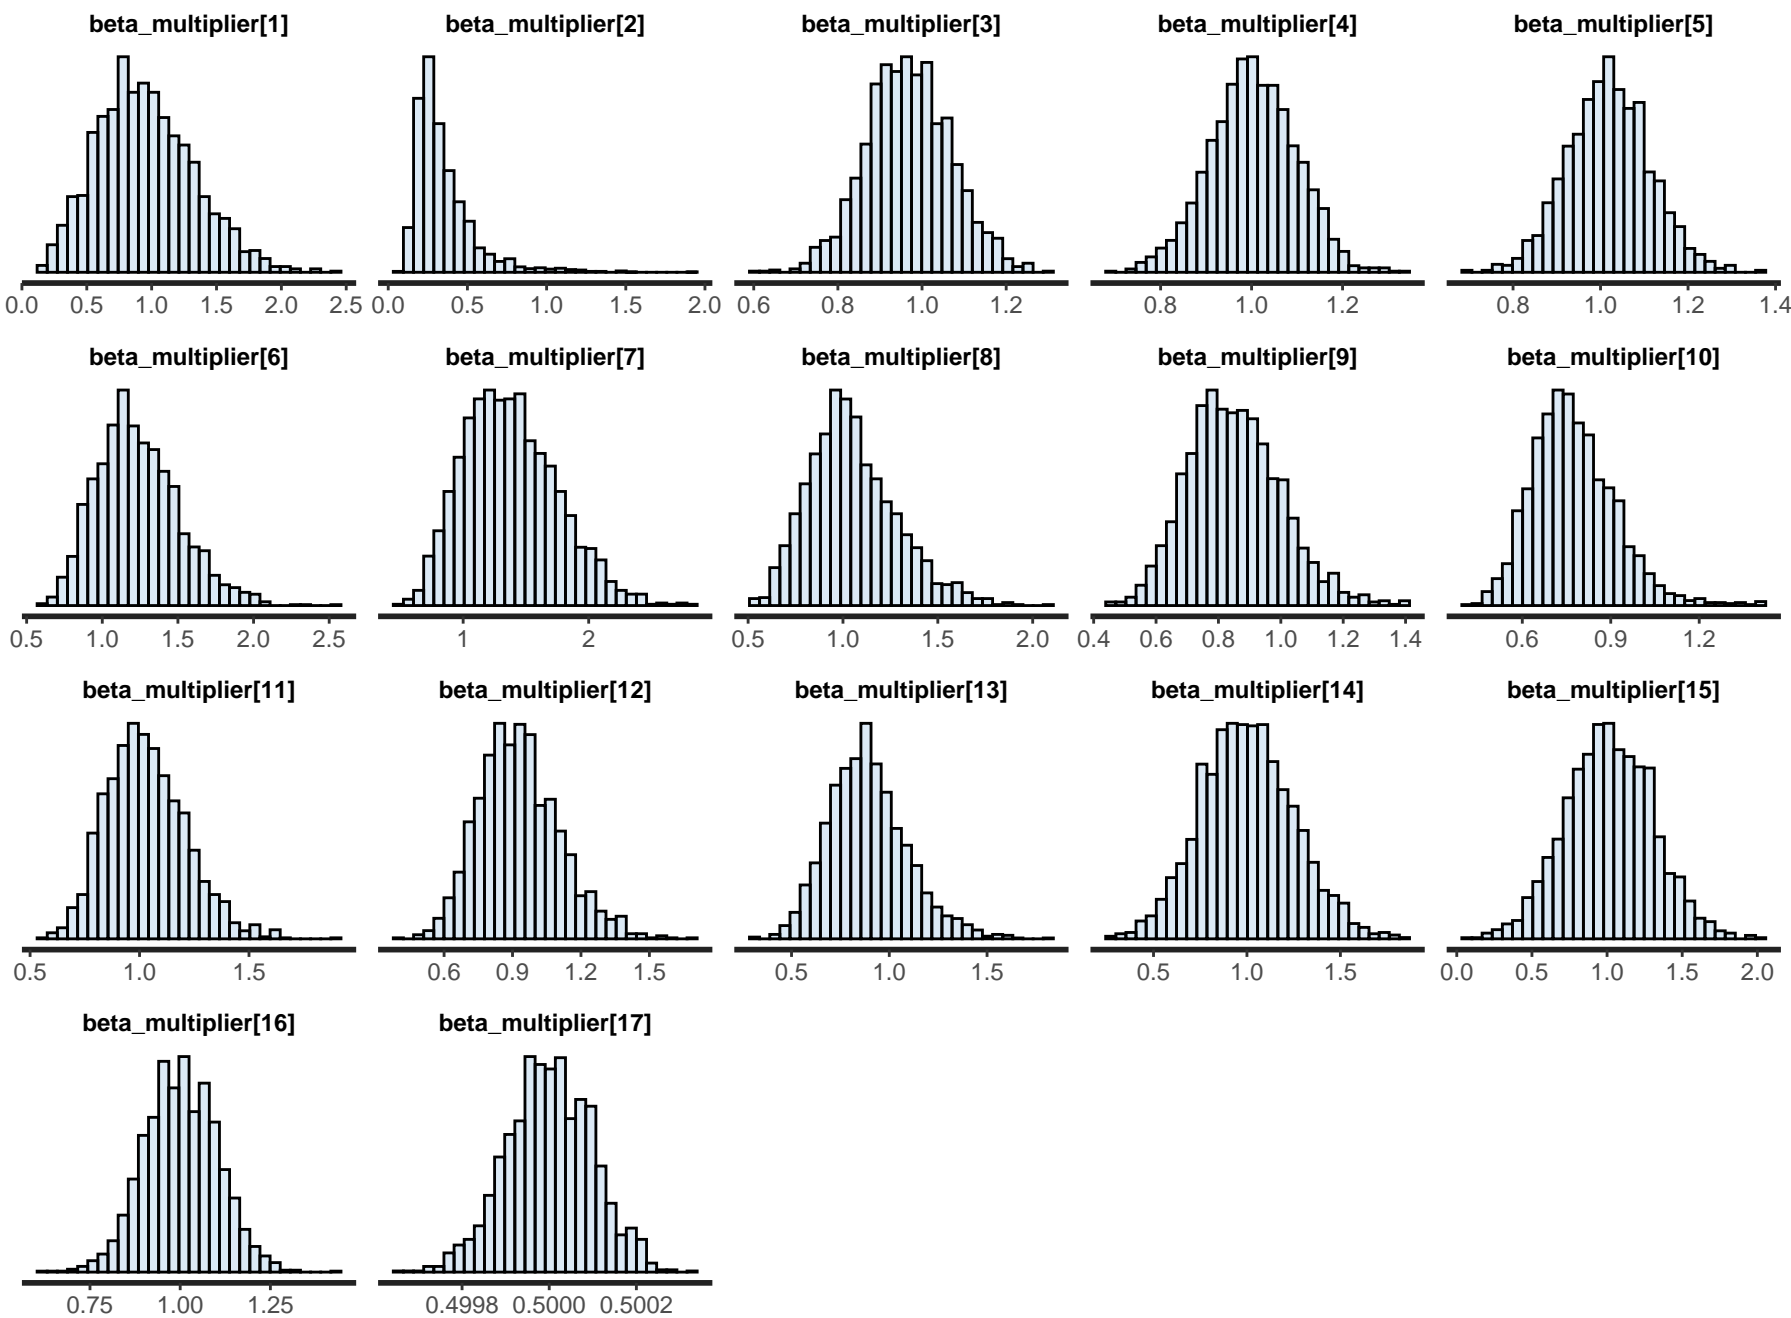 beta_multiplier[1] beta_multiplier[2] beta_multiplier[3] beta_multiplier[4] beta_multiplier[5]
0.0 0.5 1.0 1.5 2.0 2.5 0.0 0.5 1.0 1.5 2.0 0.6 0.8 1.0 1.2 0.8 1.0 1.2 0.8 1.0 1.2 1.4
beta_multiplier[6] beta_multiplier[7] beta_multiplier[8] beta_multiplier[9] beta_multiplier[10]
0.5 1.0 1.5 2.0 2.5 1 2 0.5 1.0 1.5 2.0 0.4 0.6 0.8 1.0 1.2 1.4 0.6 0.9 1.2
beta_multiplier[11] beta_multiplier[12] beta_multiplier[13] beta_multiplier[14] beta_multiplier[15]
0.5 1.0 1.5 0.6 0.9 1.2 1.5 0.5 1.0 1.5 0.5 1.0 1.5 0.0 0.5 1.0 1.5 2.0
beta_multiplier[16] beta_multiplier[17]
0.75 1.00 1.25 0.4998 0.5000 0.5002